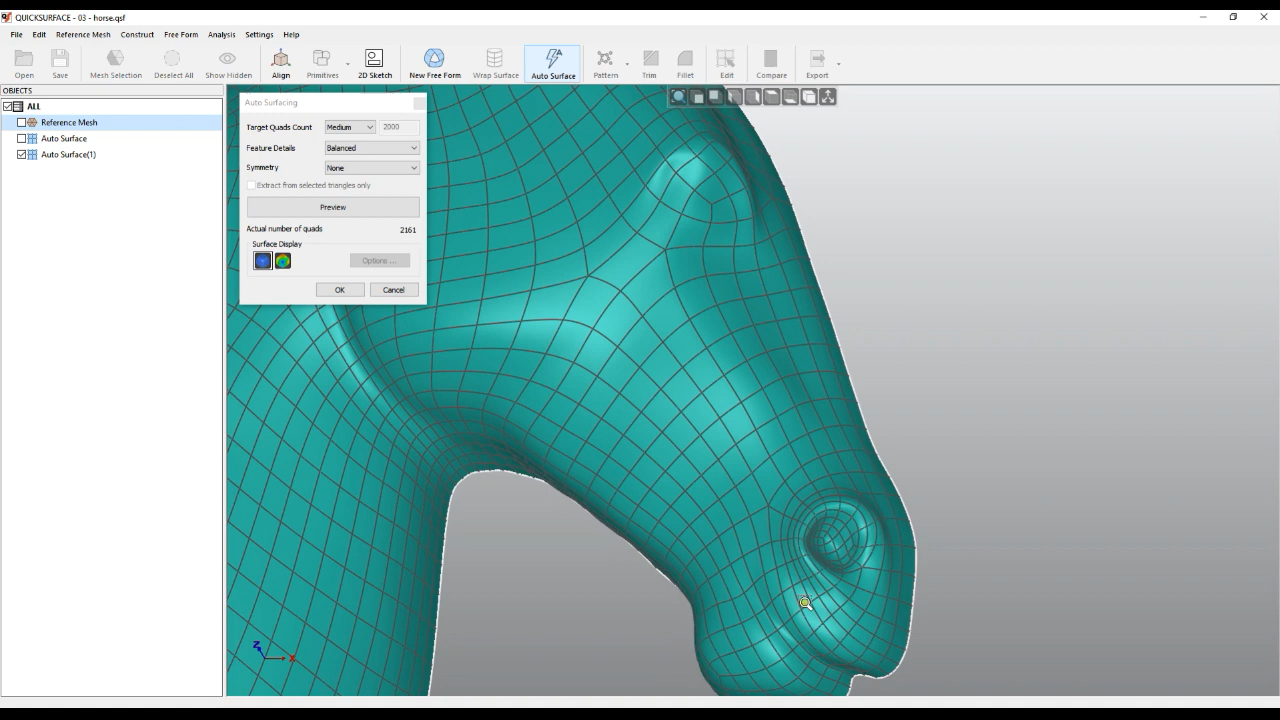 QUICKSURFACE - 03 - horse.qsf
File Edit Reference Mesh Construct Free Form Analysis Settings Help
Open Save Mesh Selection Deselect All Show Hidden Align Primitives 2D Sketch New Free Form Wrap Surface Auto Surface Pattern Trim Fillet Edit Compare Export
OBJECTS
ALL
Reference Mesh
Auto Surface
Auto Surface(1)
Auto Surfacing
Target Quads Count Medium 2000
Feature Details Balanced
Symmetry None
Extract from selected triangles only
Preview
Actual number of quads 2161
Surface Display
Options ...
OK Cancel
Z
X